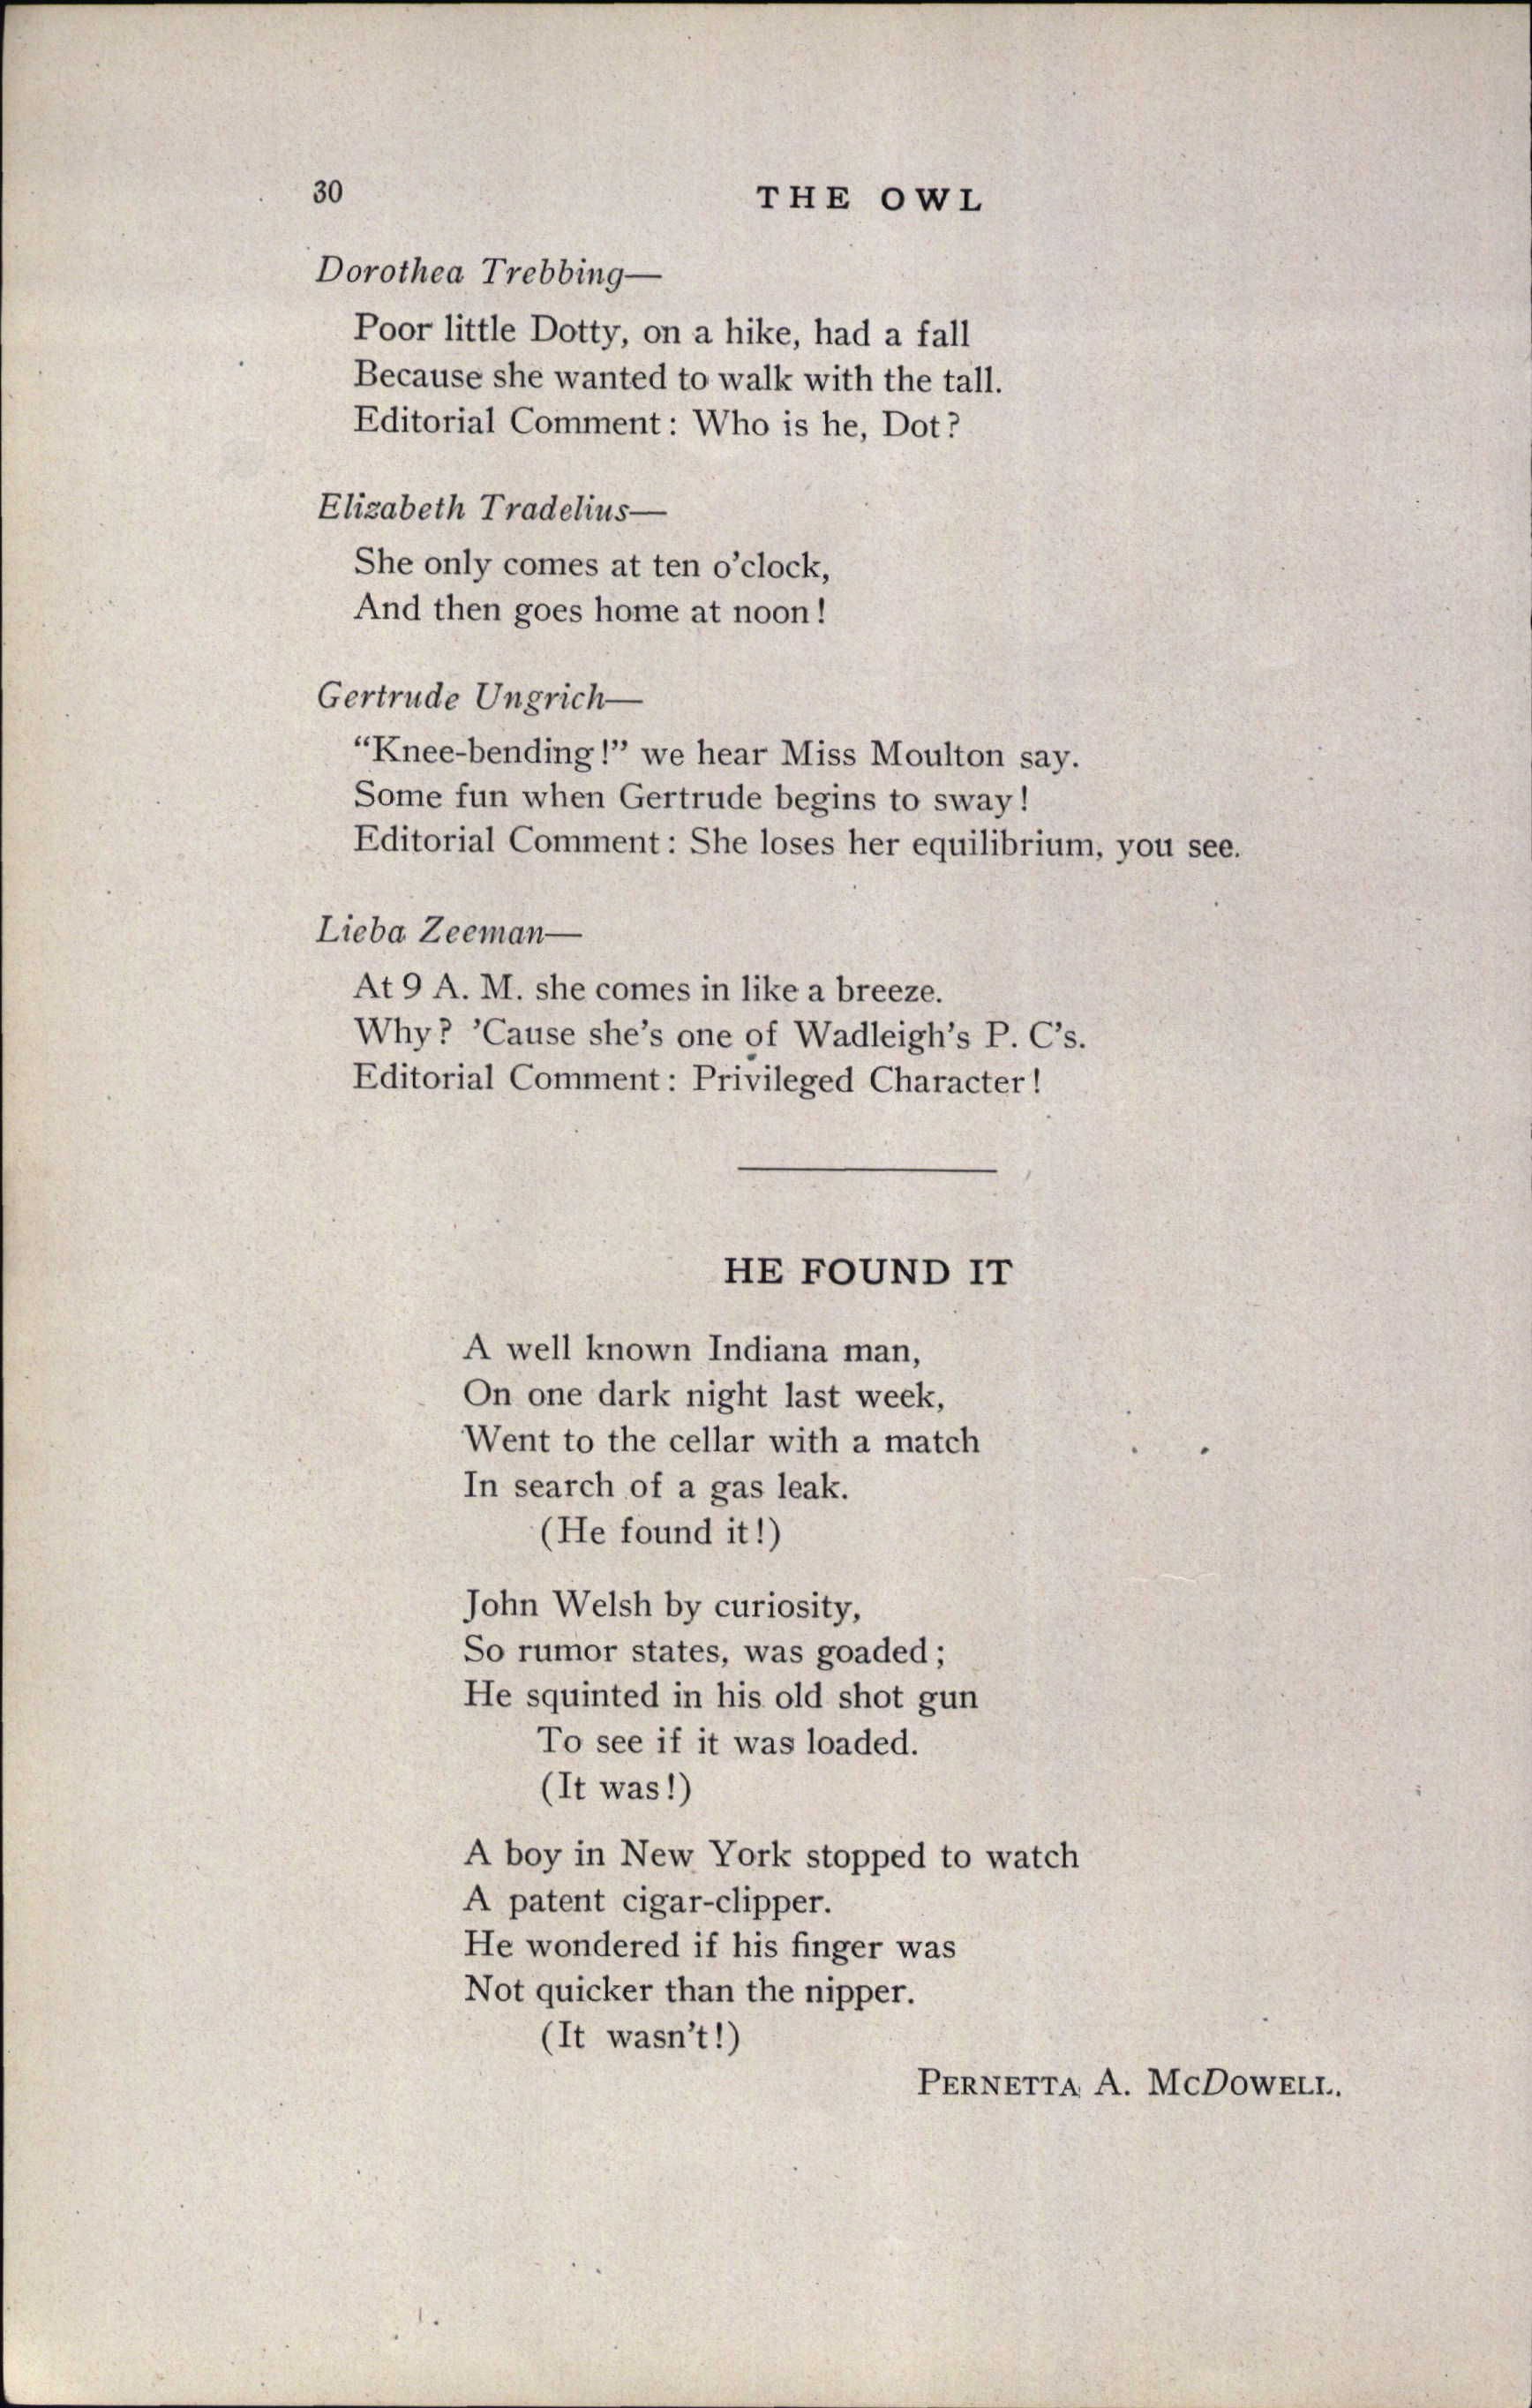 30
THE OWL
Dorothea Trebbing—
Poor little Dotty, on a hike, had a fall
Because she wanted to walk with the tall.
Editorial Comment: Who is he, Dot?
Elizabeth Tradelius—
She only comes at ten o'clock,
And then goes home at noon!
Gertrude Ungrich—
"Knee-bending!" we hear Miss Moulton say.
Some fun when Gertrude begins to sway!
Editorial Comment: She loses her equilibrium, you see.
Lieba Zeeman—
At 9 A. M. she comes in like a breeze.
Why? 'Cause she's one of Wadleigh's P. C's.
Editorial Comment: Privileged Character!
HE FOUND IT
A well known Indiana man,
On one dark night last week,
Went to the cellar with a match
In search of a gas leak.
(He found it!)
John Welsh by curiosity,
So rumor states, was goaded;
He squinted in his old shot gun
To see if it was loaded.
(It was!)
A boy in New York stopped to watch
A patent cigar-clipper.
He wondered if his finger was
Not quicker than the nipper.
(It wasn't!)
PERNETTA A. MCDOWELL.